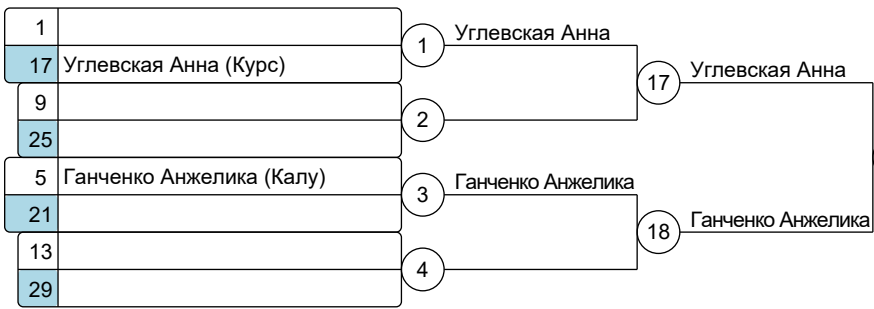 1
17 Углевская Анна (Курс)
9
25
5 Ганченко Анжелика (Калу)
21
13
29
1 Углевская Анна
2
3 Ганченко Анжелика
4
17 Углевская Анна
18 Ганченко Анжелика